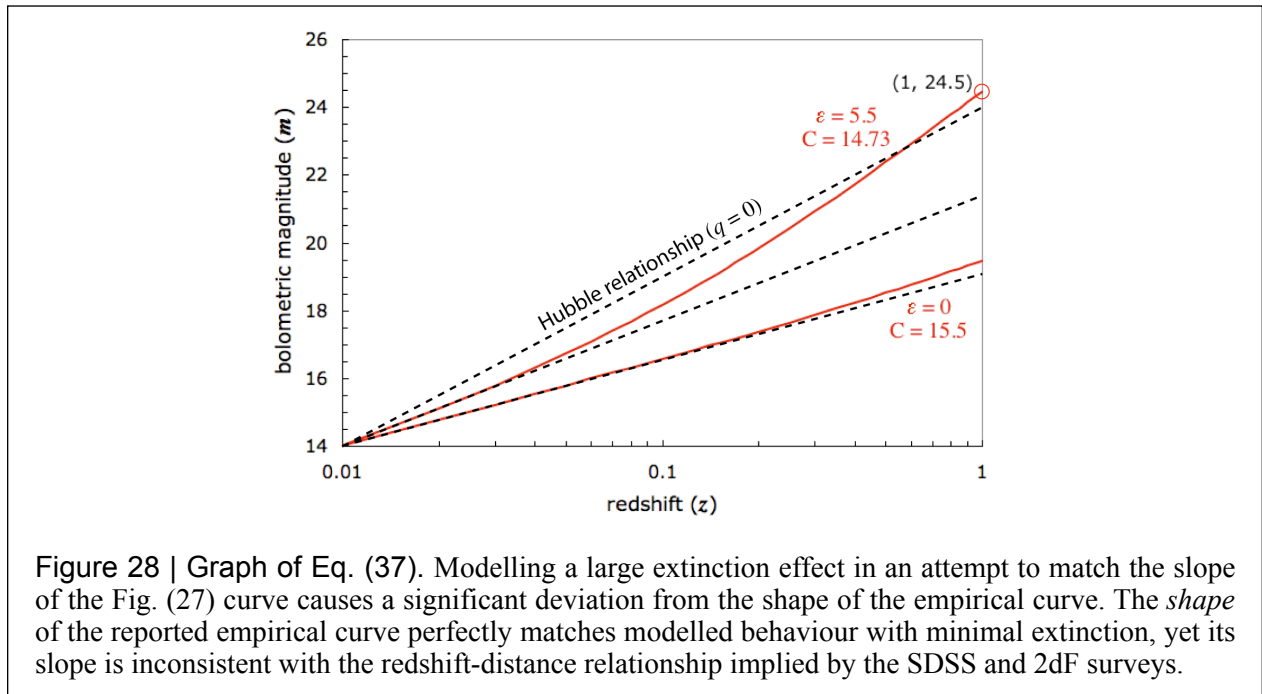 26
24
22
20
18
16
14
bolometric magnitude (m)
(1, 24.5)
ε = 5.5
C = 14.73
Hubble relationship (q = 0)
ε = 0
C = 15.5
0.01
0.1
1
redshift (z)
Figure 28 | Graph of Eq. (37). Modelling a large extinction effect in an attempt to match the slope
of the Fig. (27) curve causes a significant deviation from the shape of the empirical curve. The shape
of the reported empirical curve perfectly matches modelled behaviour with minimal extinction, yet its
slope is inconsistent with the redshift-distance relationship implied by the SDSS and 2dF surveys.